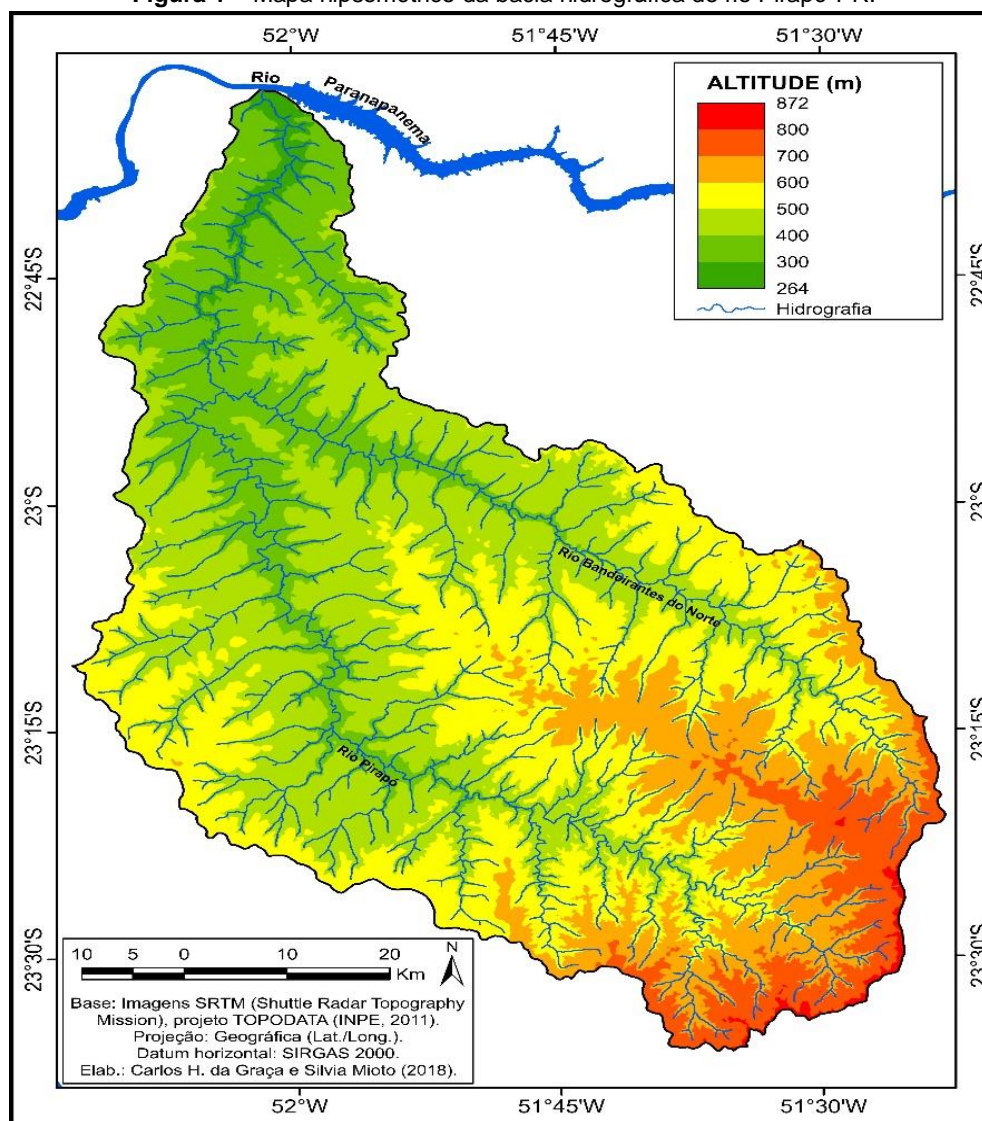 Figura 1 – Mapa hipsométrico da bacia hidrográfica do rio Pirapó-PR.
52°W
51°45'W
51°30'W
Rio
Paranapanema
ALTITUDE (m)
872
800
700
600
500
400
300
264
Hidrografia
22°45'S
22°45'S
23°S
23°S
Rio Bandeirantes do Norte
23°15'S
23°15'S
Rio Pirapó
23°30'S
23°30'S
10 5 0 10 20
Km
N
Base: Imagens SRTM (Shuttle Radar Topography
Mission), projeto TOPODATA (INPE, 2011).
Projeção: Geográfica (Lat./Long.).
Datum horizontal: SIRGAS 2000.
Elab.: Carlos H. da Graça e Silvia Mioto (2018).
52°W
51°45'W
51°30'W